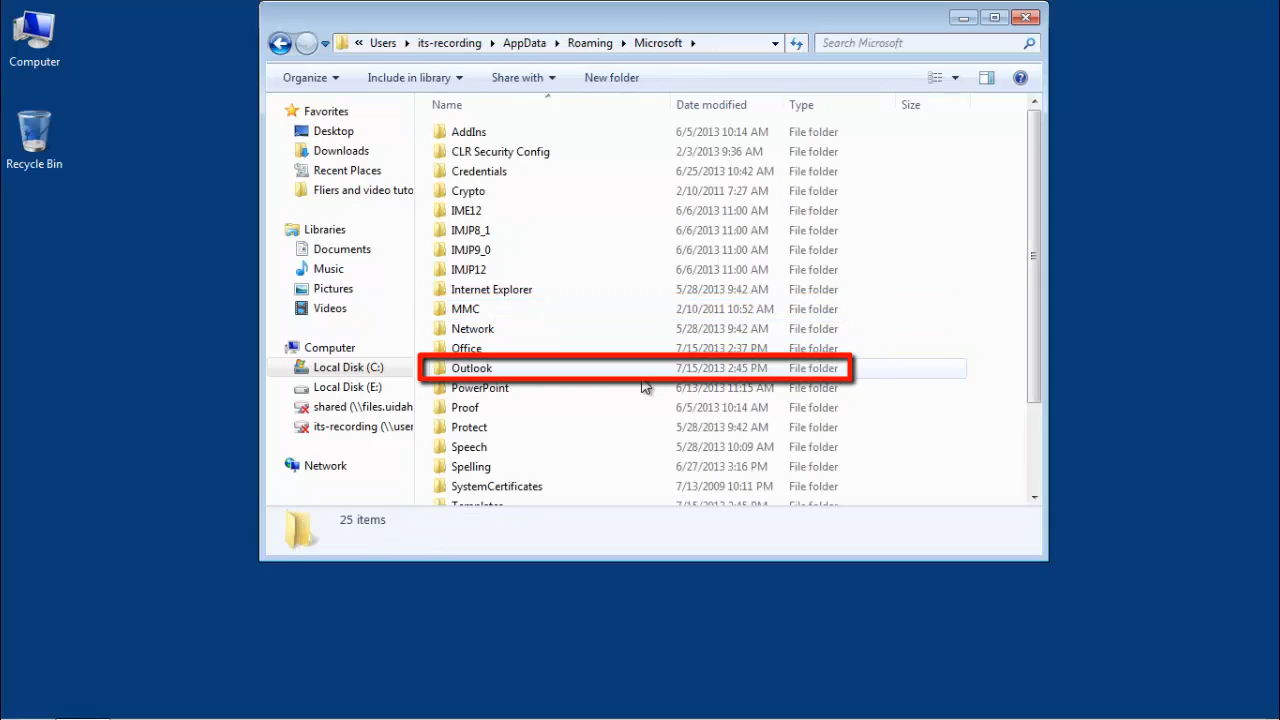 Computer
Recycle Bin
« Users its-recording AppData Roaming Microsoft
Search Microsoft
Organize Include in library Share with New folder
Favorites
Desktop
Downloads
Recent Places
Fliers and video tuto
Libraries
Documents
Music
Pictures
Videos
Computer
Local Disk (C:)
Local Disk (E:)
shared (\\files.uidah
its-recording (\\user
Network
Name Date modified Type Size
AddIns 6/5/2013 10:14 AM File folder
CLR Security Config 2/3/2013 9:36 AM File folder
Credentials 6/25/2013 10:42 AM File folder
Crypto 2/10/2011 7:27 AM File folder
IME12 6/6/2013 11:00 AM File folder
IMJP8_1 6/6/2013 11:00 AM File folder
IMJP9_0 6/6/2013 11:00 AM File folder
IMJP12 6/6/2013 11:00 AM File folder
Internet Explorer 5/28/2013 9:42 AM File folder
MMC 2/10/2011 10:52 AM File folder
Network 5/28/2013 9:42 AM File folder
Office 7/15/2013 2:37 PM File folder
Outlook 7/15/2013 2:45 PM File folder
PowerPoint 6/13/2013 11:15 AM File folder
Proof 6/5/2013 10:14 AM File folder
Protect 5/28/2013 9:42 AM File folder
Speech 5/28/2013 10:09 AM File folder
Spelling 6/27/2013 3:16 PM File folder
SystemCertificates 7/13/2009 10:11 PM File folder
Templates 7/15/2013 2:45 PM File folder
25 items